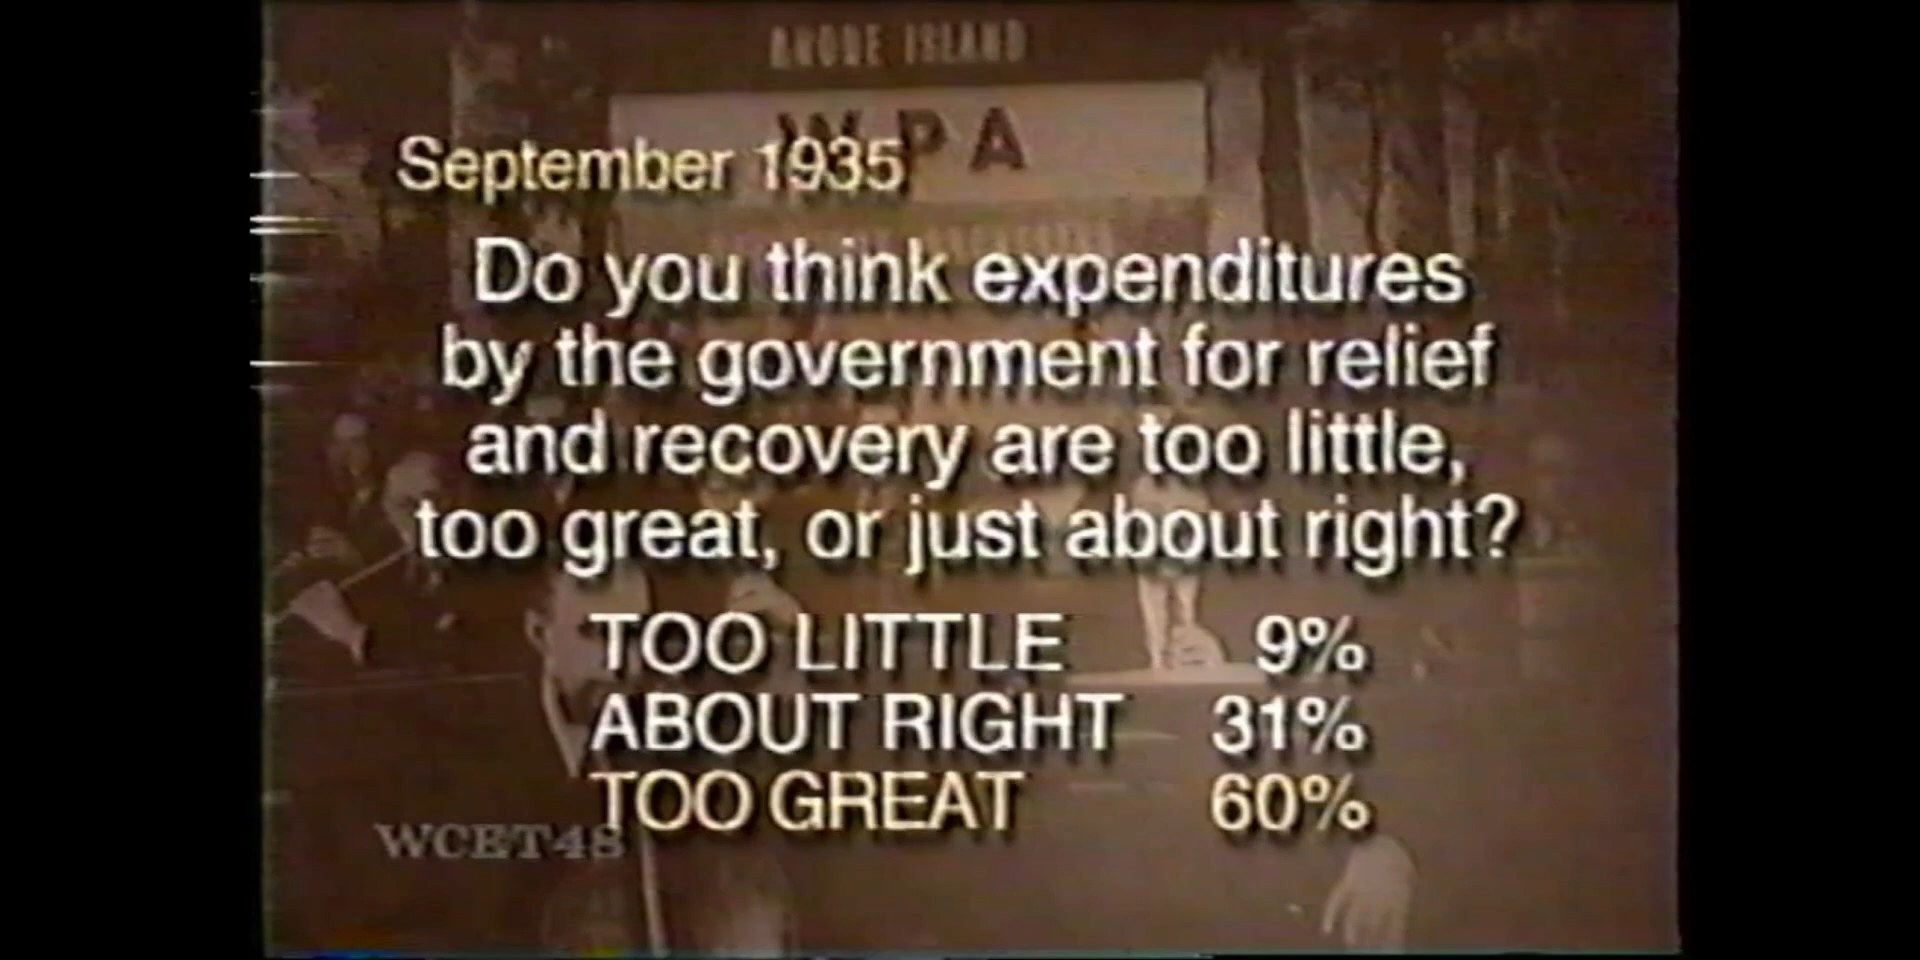 RHODE ISLAND
WPA
September 1935
Do you think expenditures
by the government for relief
and recovery are too little,
too great, or just about right?
TOO LITTLE 9%
ABOUT RIGHT 31%
TOO GREAT 60%
WCET48